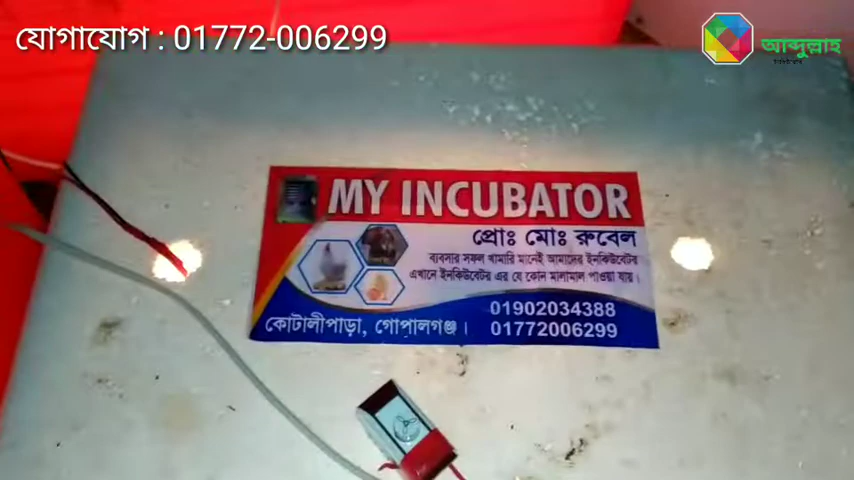 যোগাযোগ : 01772-006299
আব্দুল্লাহ
MY INCUBATOR
প্রোঃ মোঃ রুবেল
ব্যবসার সফল খামারি মানেই আমাদের ইনকিউবেটর
এখানে ইনকিউবেটর এর যে কোন মালামাল পাওয়া যায়।
01902034388
কোটালীপাড়া, গোপালগঞ্জ।
01772006299